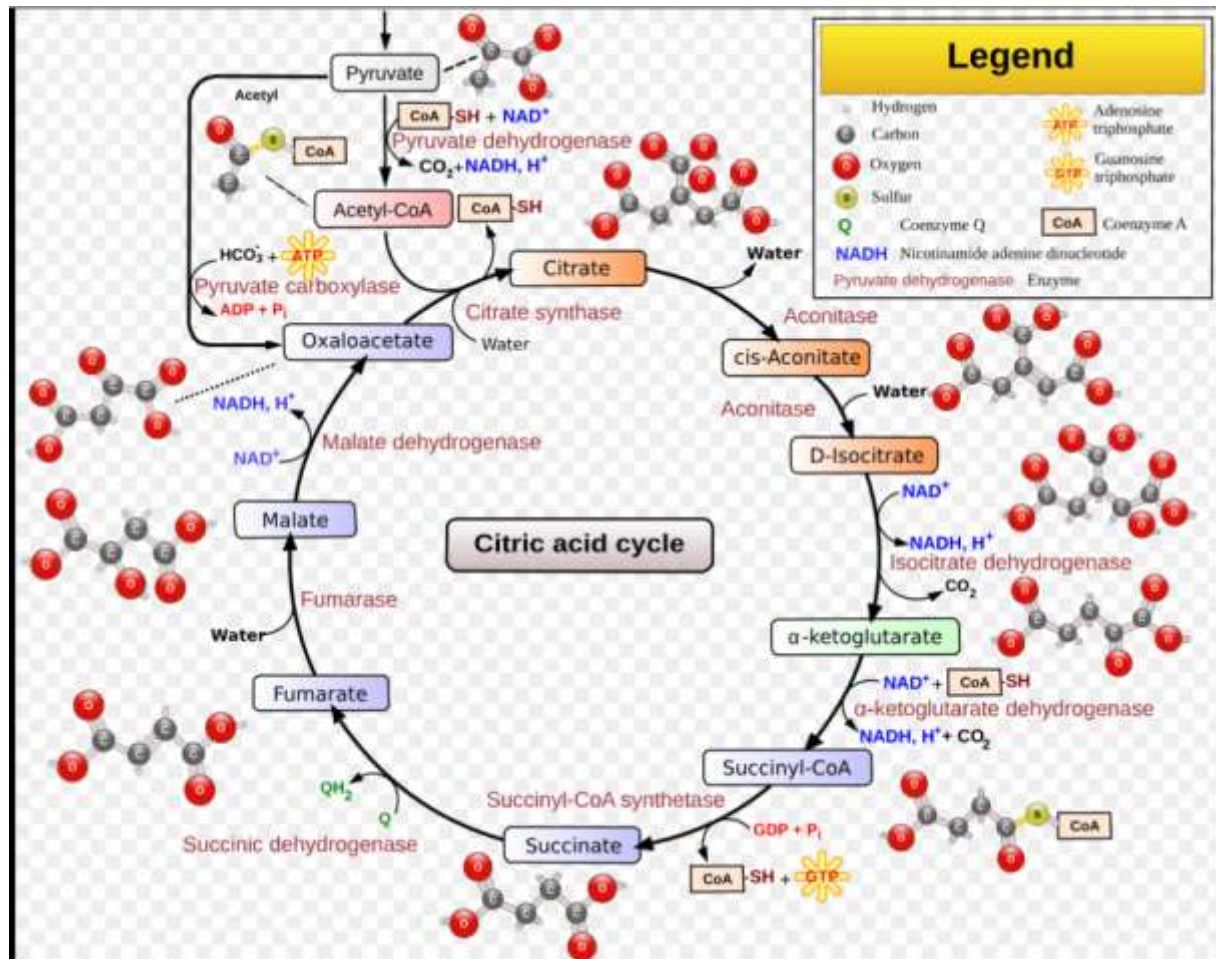 Legend
Hydrogen
Carbon
Oxygen
Sulfur
Q Coenzyme Q
NADH Nicotinamide adenine dinucleotide
Pyruvate dehydrogenase Enzyme
ATP Adenosine
triphosphate
GTP Guanosine
triphosphate
CoA Coenzyme A
Pyruvate
Acetyl
CoA-SH + NAD⁺
Pyruvate dehydrogenase
CO₂+NADH, H⁺
S CoA
Acetyl-CoA
CoA-SH
HCO₃⁻ + ATP
Pyruvate carboxylase
ADP + Pᵢ
Citrate
Water
Citrate synthase
Water
Oxaloacetate
Aconitase
cis-Aconitate
Water
Aconitase
D-Isocitrate
NAD⁺
NADH, H⁺
Isocitrate dehydrogenase
CO₂
α-ketoglutarate
NAD⁺ + CoA-SH
α-ketoglutarate dehydrogenase
NADH, H⁺ + CO₂
Succinyl-CoA
S CoA
Succinyl-CoA synthetase
GDP + Pᵢ
CoA-SH + GTP
Succinate
QH₂
Q
Succinic dehydrogenase
Fumarate
Water
Fumarase
Malate
NADH, H⁺
NAD⁺
Malate dehydrogenase
Citric acid cycle